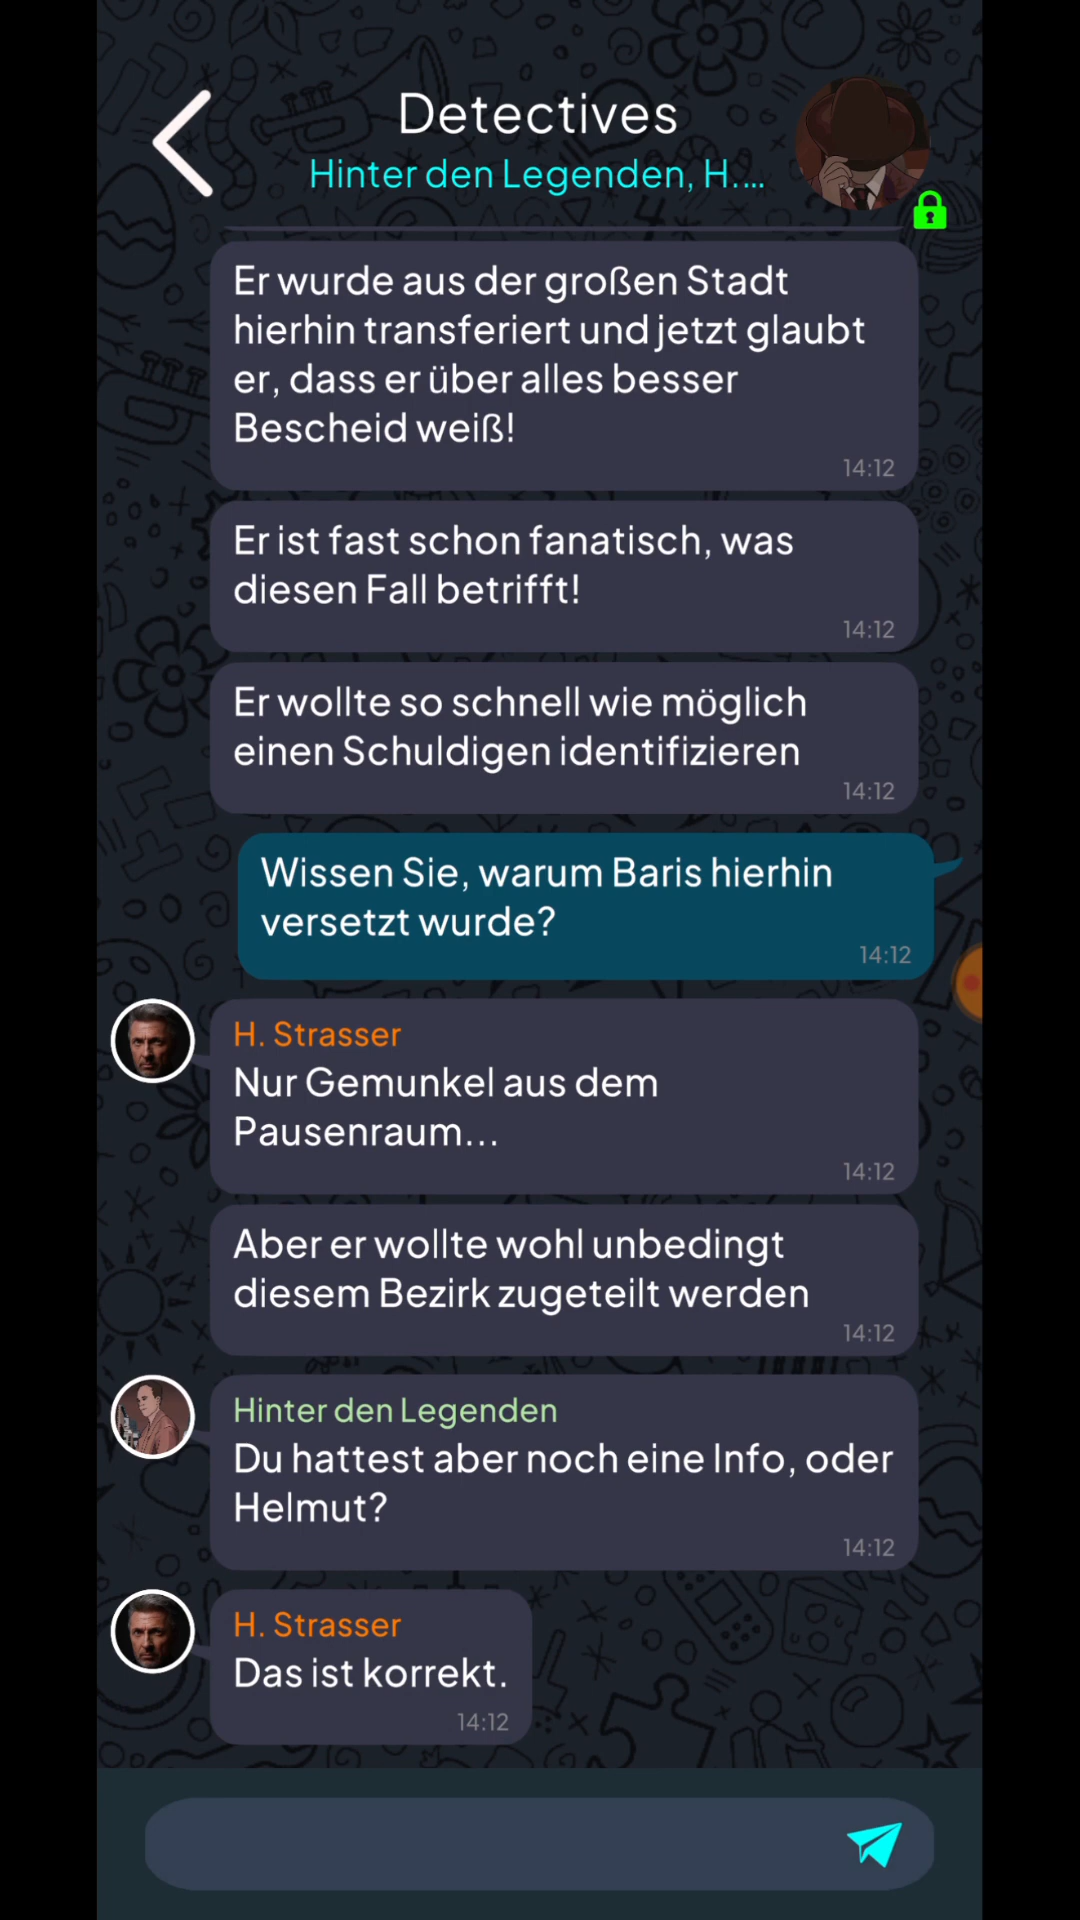 Detectives
Hinter den Legenden, H....
Er wurde aus der großen Stadt
hierhin transferiert und jetzt glaubt
er, dass er über alles besser
Bescheid weiß!
14:12
Er ist fast schon fanatisch, was
diesen Fall betrifft!
14:12
Er wollte so schnell wie möglich
einen Schuldigen identifizieren
14:12
Wissen Sie, warum Baris hierhin
versetzt wurde?
14:12
H. Strasser
Nur Gemunkel aus dem
Pausenraum...
14:12
Aber er wollte wohl unbedingt
diesem Bezirk zugeteilt werden
14:12
Hinter den Legenden
Du hattest aber noch eine Info, oder
Helmut?
14:12
H. Strasser
Das ist korrekt.
14:12